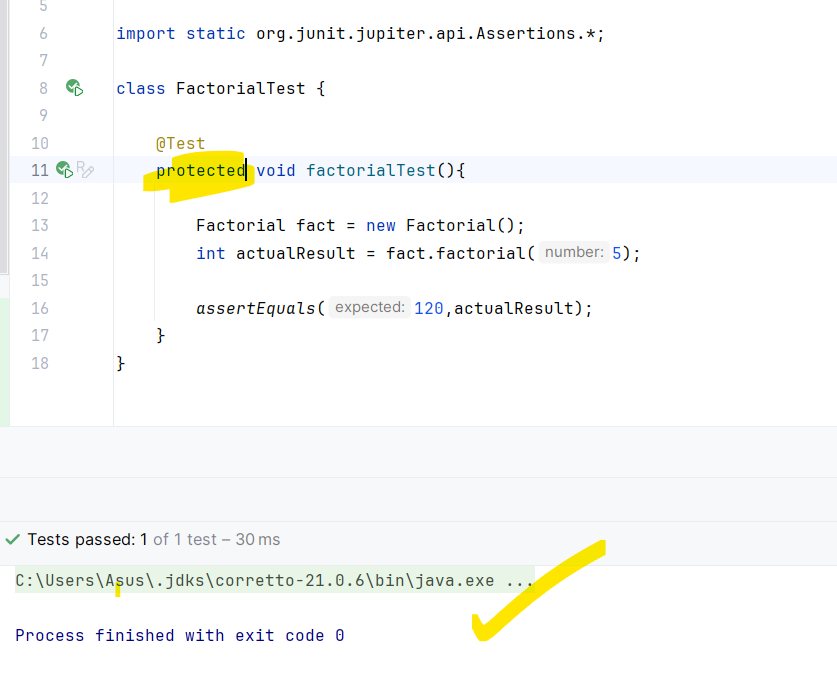 5
6 import static org.junit.jupiter.api.Assertions.*;
7
8 class FactorialTest {
9
10 @Test
11 protected void factorialTest(){
12
13 Factorial fact = new Factorial();
14 int actualResult = fact.factorial( number: 5);
15
16 assertEquals( expected: 120,actualResult);
17 }
18 }
Tests passed: 1 of 1 test – 30 ms
C:\Users\Asus\.jdks\corretto-21.0.6\bin\java.exe ...
Process finished with exit code 0